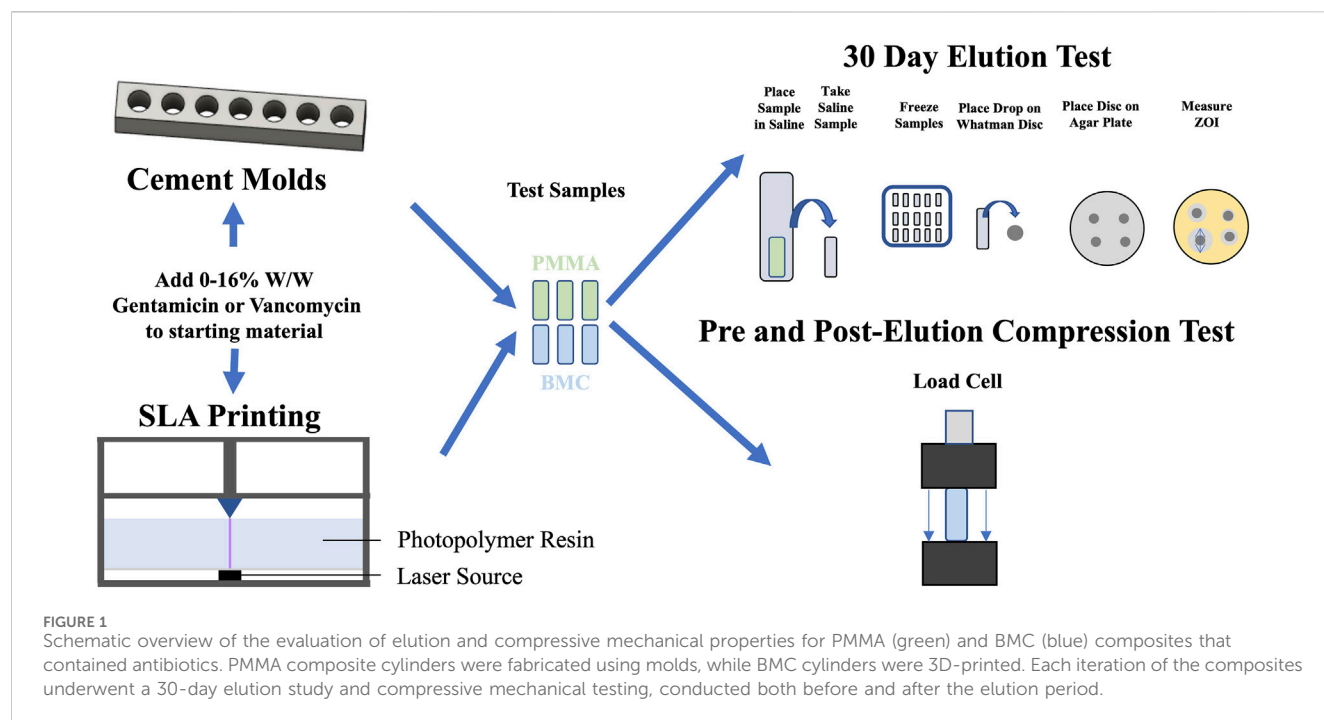 30 Day Elution Test
Place
Sample
in Saline
Take
Saline
Sample
Freeze
Samples
Place Drop on
Whatman Disc
Place Disc on
Agar Plate
Measure
ZOI
Cement Molds
Test Samples
Add 0-16% W/W
Gentamicin or Vancomycin
to starting material
PMMA
BMC
Pre and Post-Elution Compression Test
Load Cell
SLA Printing
Photopolymer Resin
Laser Source
FIGURE 1
Schematic overview of the evaluation of elution and compressive mechanical properties for PMMA (green) and BMC (blue) composites that
contained antibiotics. PMMA composite cylinders were fabricated using molds, while BMC cylinders were 3D-printed. Each iteration of the composites
underwent a 30-day elution study and compressive mechanical testing, conducted both before and after the elution period.